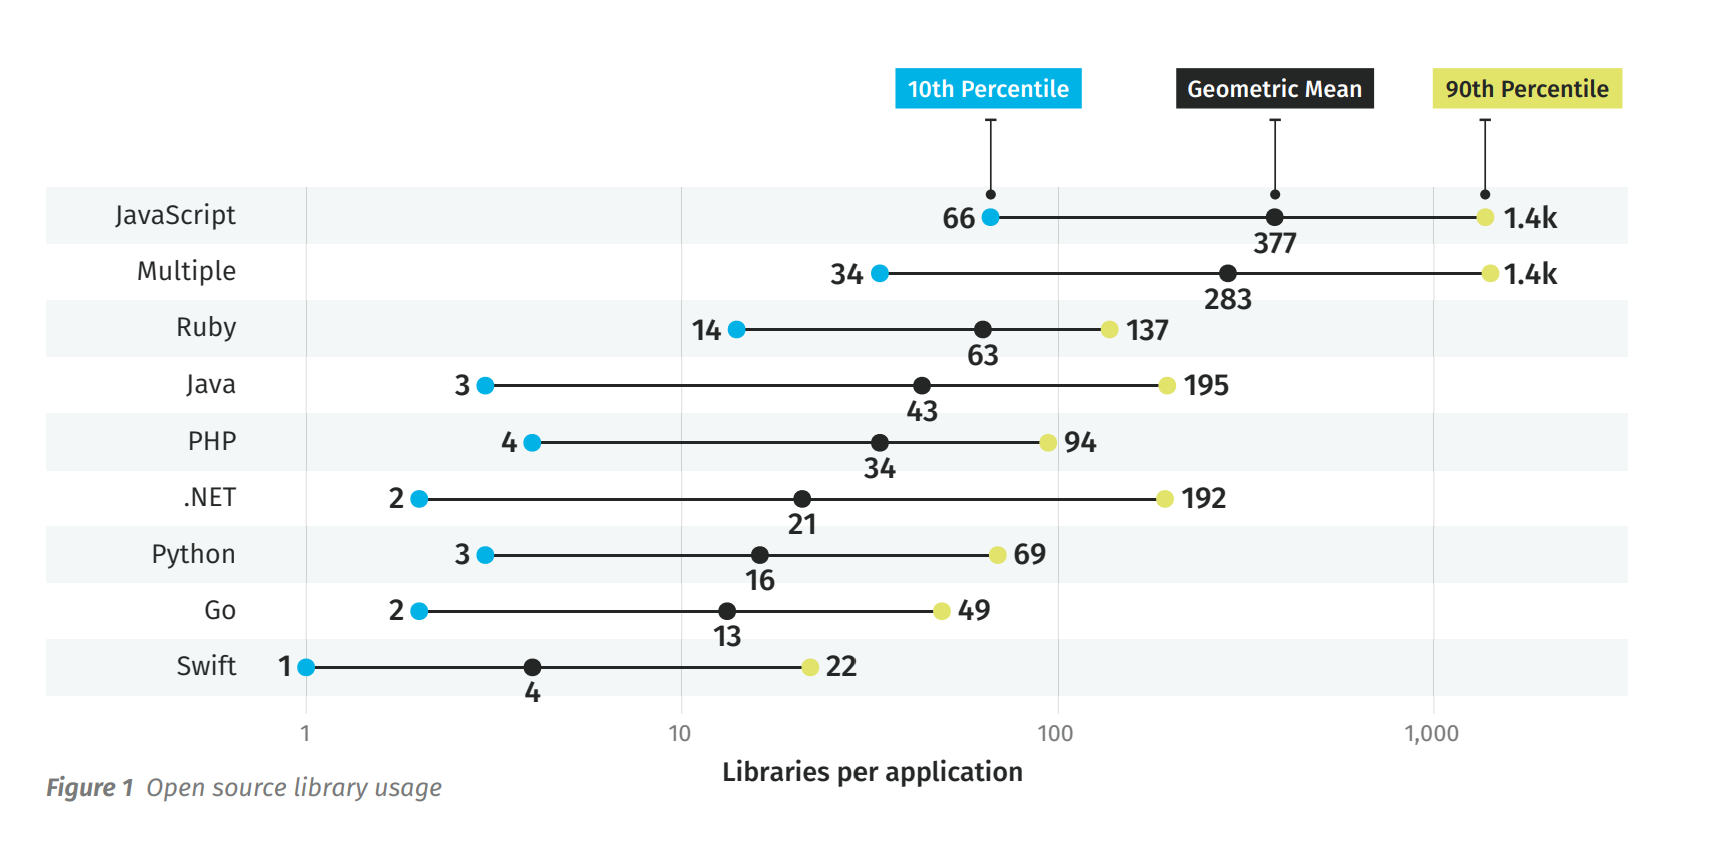 10th Percentile Geometric Mean 90th Percentile
JavaScript 66 377 1.4k
Multiple 34 283 1.4k
Ruby 14 63 137
Java 3 43 195
PHP 4 34 94
.NET 2 21 192
Python 3 16 69
Go 2 13 49
Swift 1 4 22
1 10 100 1,000
Libraries per application
Figure 1 Open source library usage